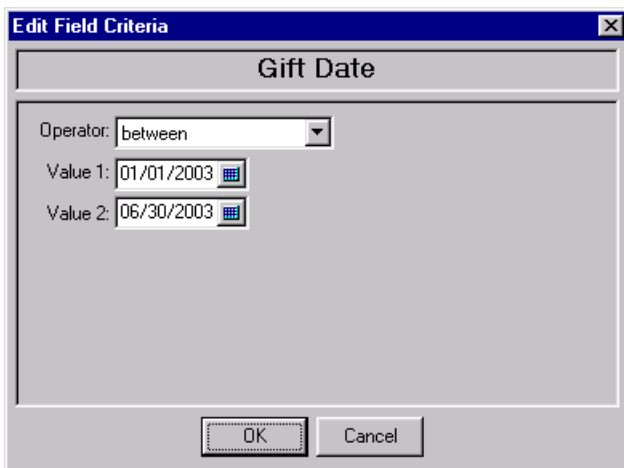 Edit Field Criteria
Gift Date
Operator: between
Value 1: 01/01/2003
Value 2: 06/30/2003
OK Cancel